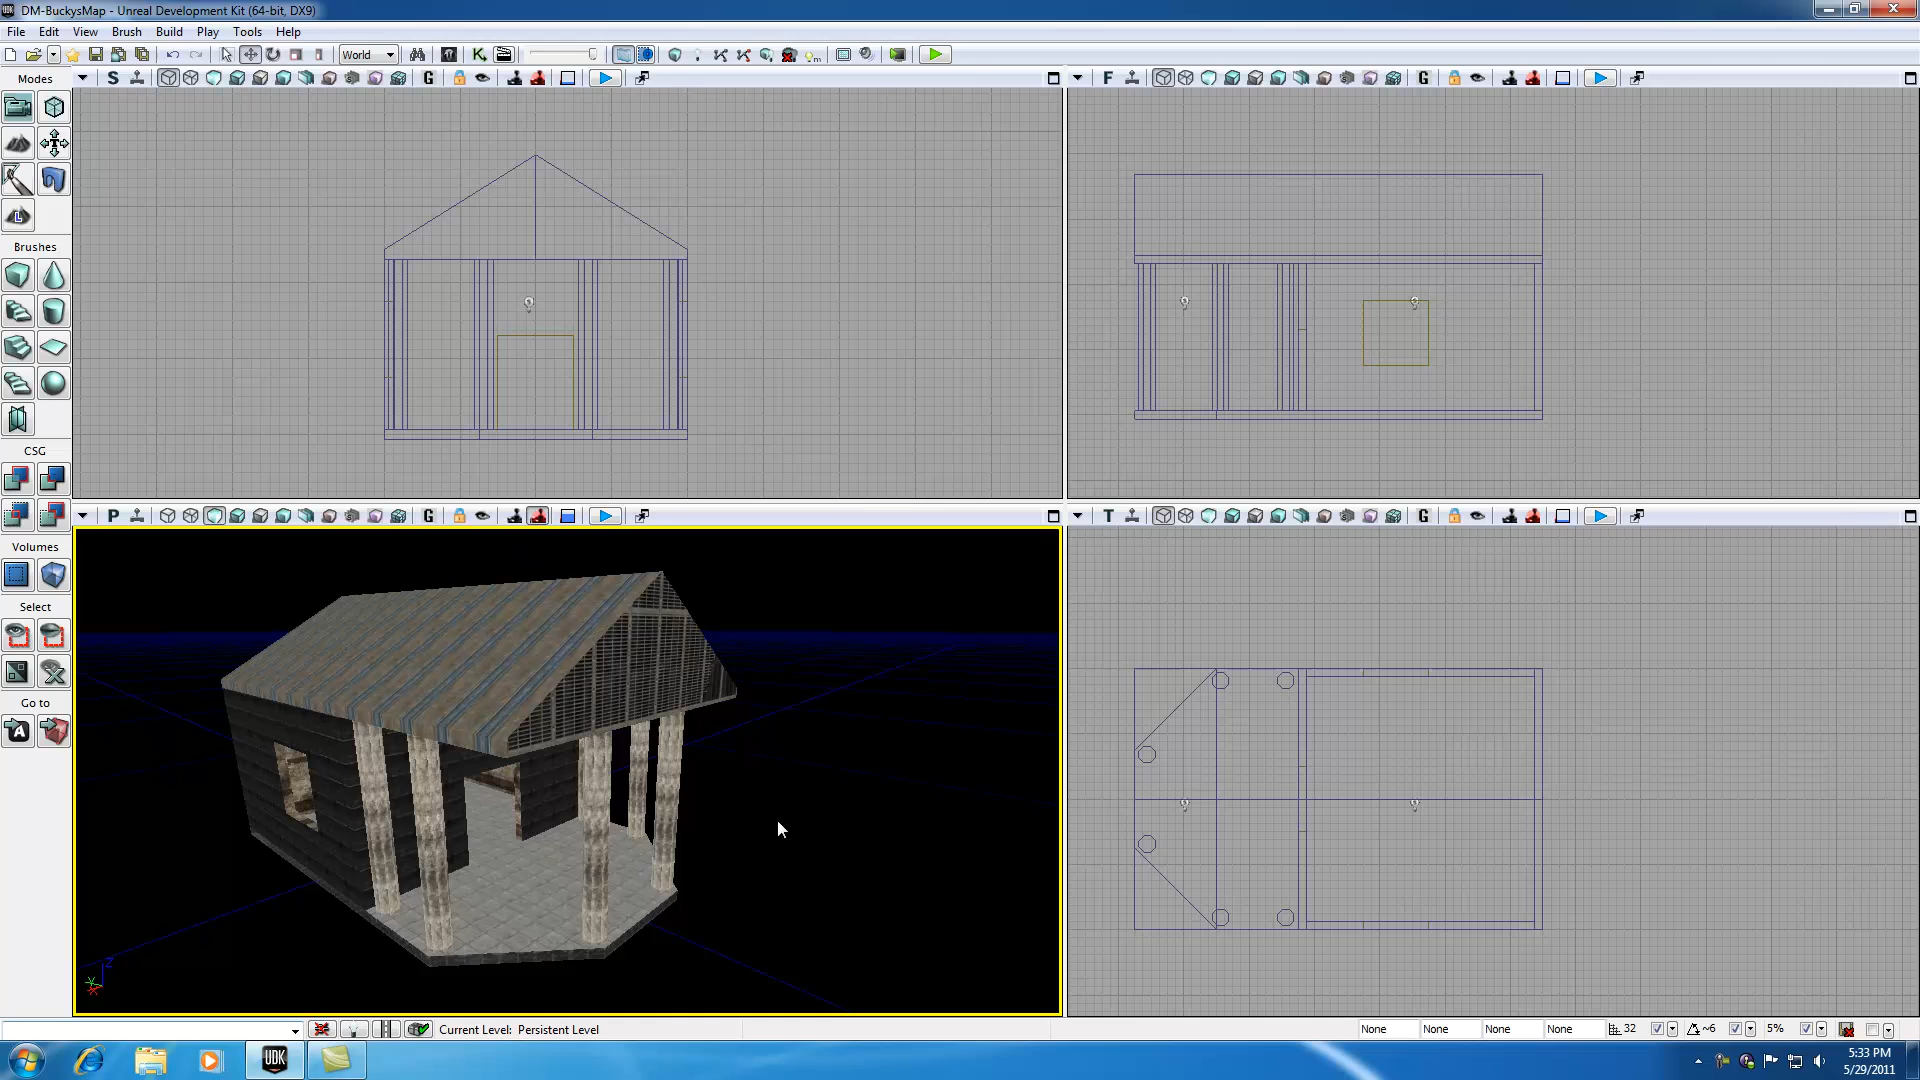 DM-BuckysMap - Unreal Development Kit (64-bit, DX9)
File Edit View Brush Build Play Tools Help
World
Modes
S G
F G
Brushes
CSG
P G
T G
Volumes
Select
Go to
A
Z
Y
X
Current Level: Persistent Level
None None None None 32 ~6 5%
UDK
5:33 PM
5/29/2011